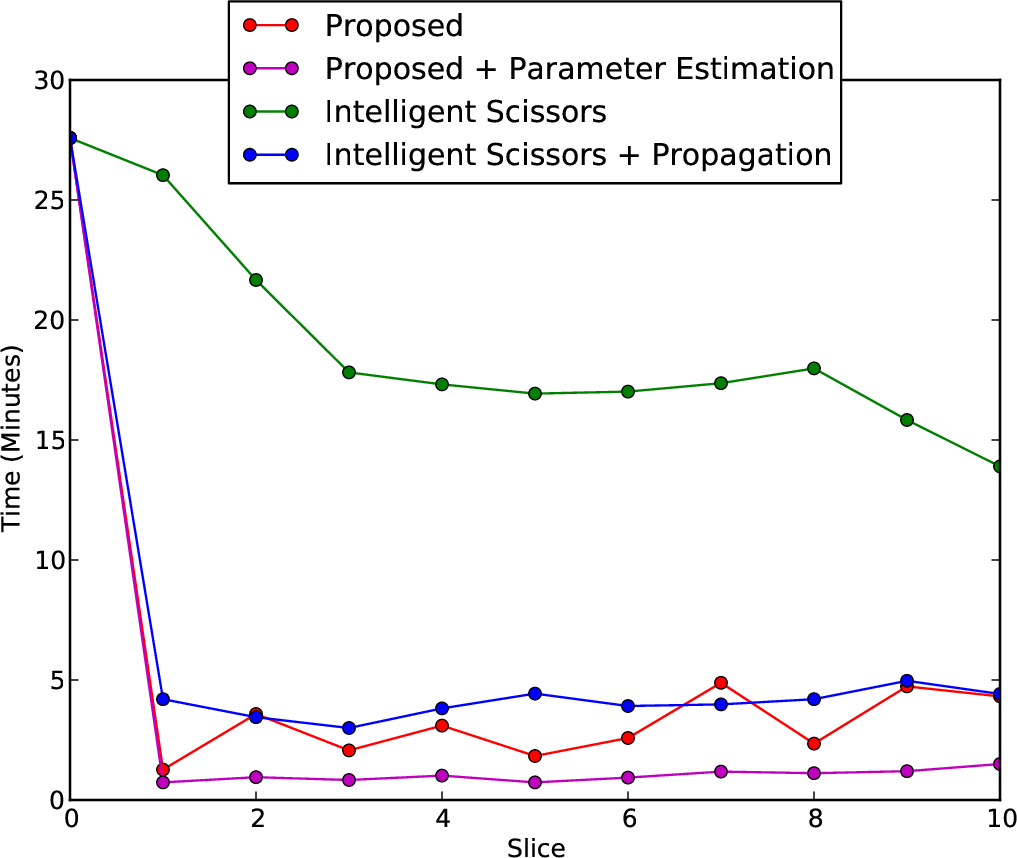 Proposed
Proposed + Parameter Estimation
Intelligent Scissors
Intelligent Scissors + Propagation
30
25
20
15
10
5
0
Time (Minutes)
0 2 4 6 8 10
Slice